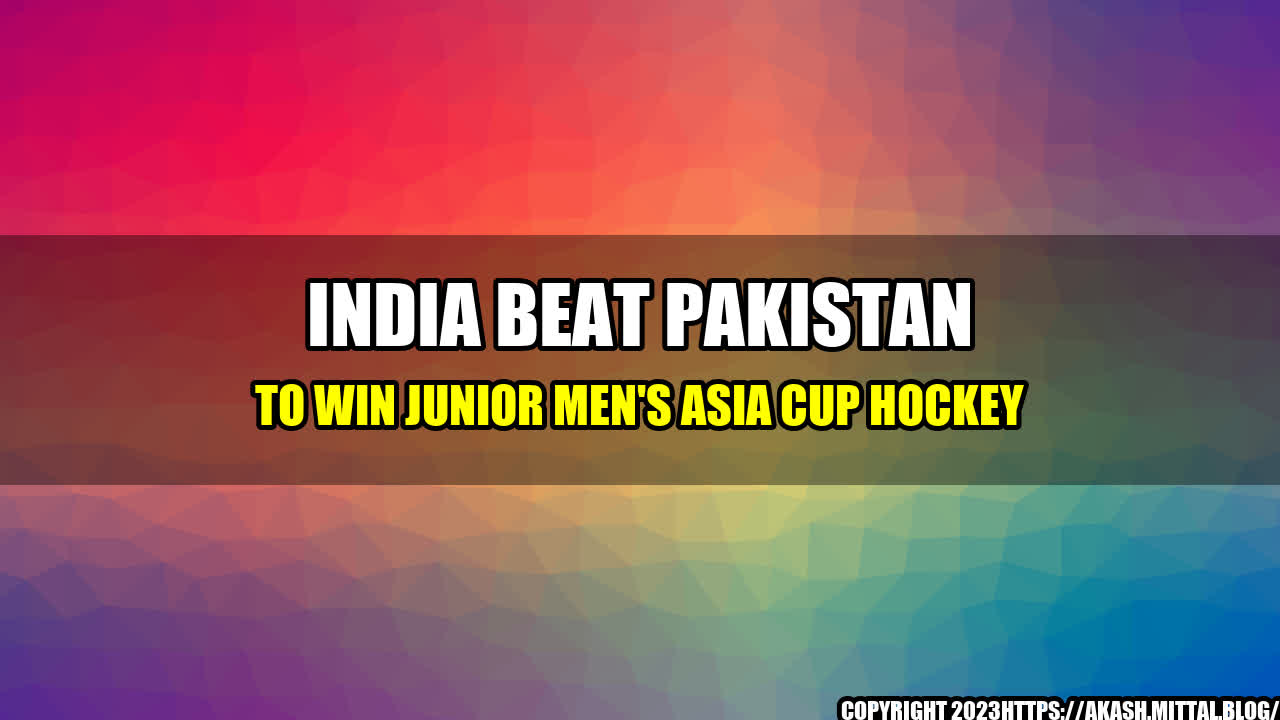 INDIA BEAT PAKISTAN
TO WIN JUNIOR MEN'S ASIA CUP HOCKEY
COPYRIGHT 2023HTTPS://AKASH.MITTAL.BLOG/